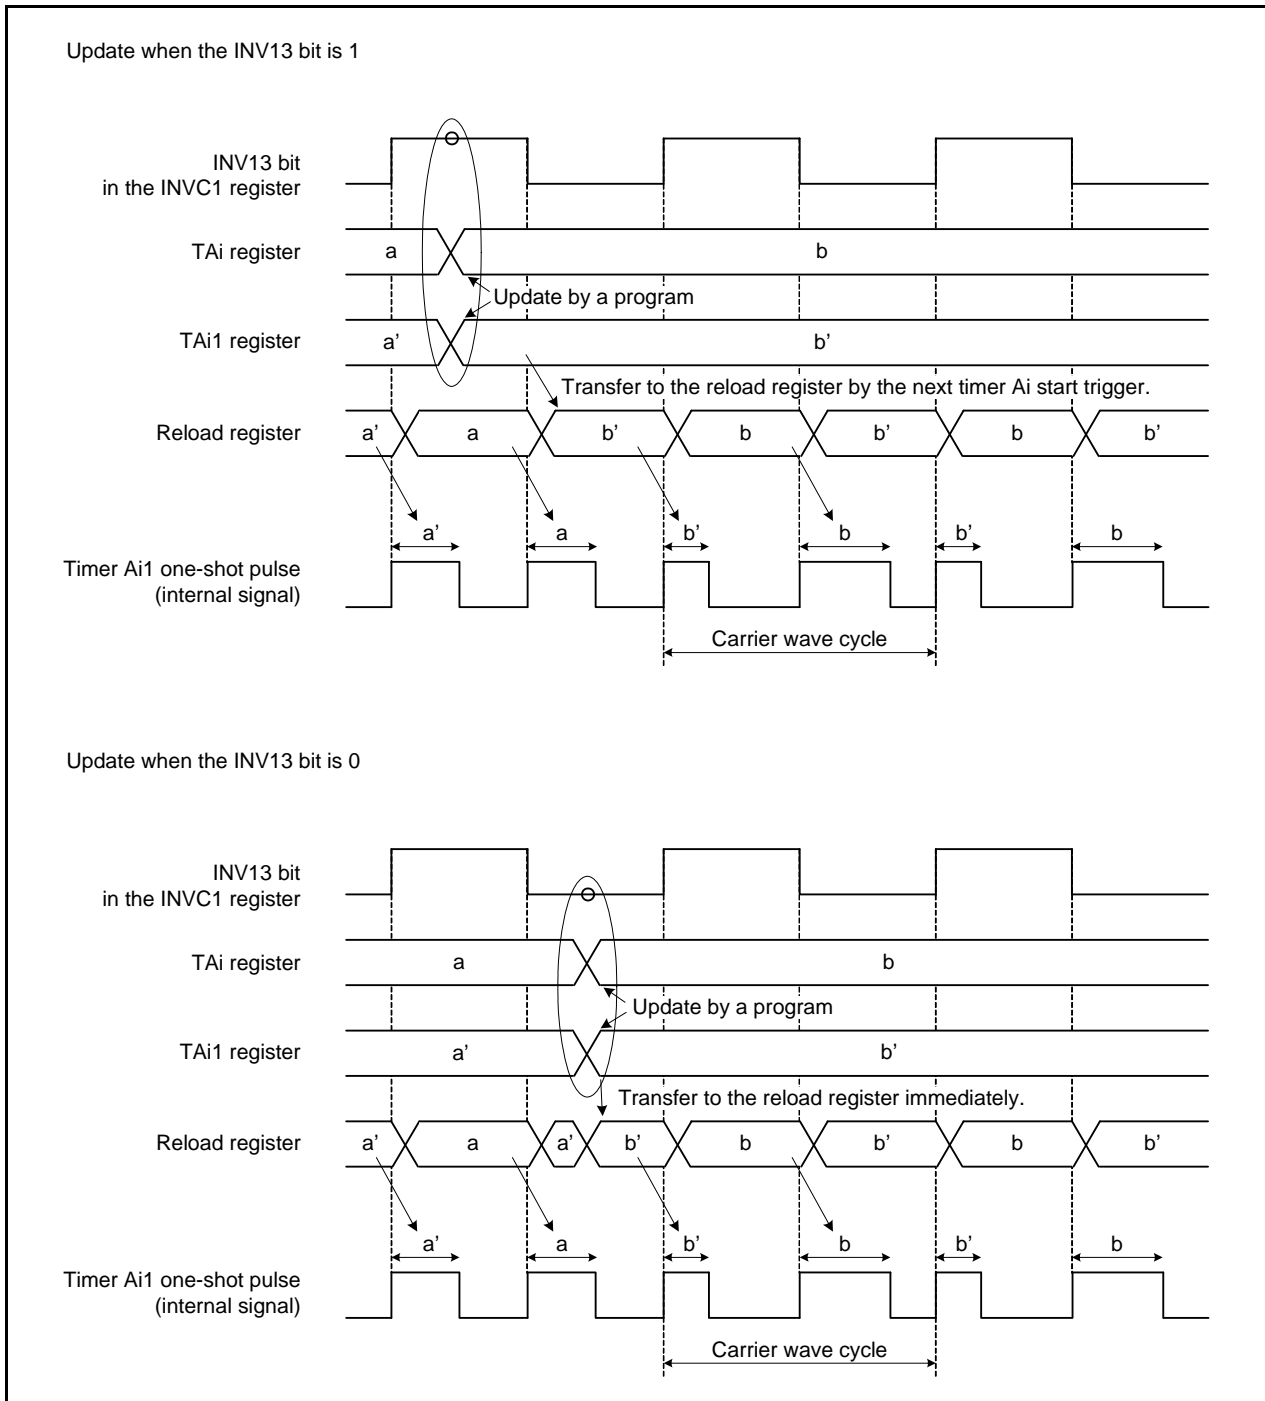 Update when the INV13 bit is 1
INV13 bit
in the INVC1 register
TAi register
a
b
Update by a program
TAi1 register
a’
b’
Transfer to the reload register by the next timer Ai start trigger.
Reload register
a’
a
b’
b
b’
b
b’
a’
a
b’
b
b’
b
Timer Ai1 one-shot pulse
(internal signal)
Carrier wave cycle
Update when the INV13 bit is 0
INV13 bit
in the INVC1 register
TAi register
a
b
Update by a program
TAi1 register
a’
b’
Transfer to the reload register immediately.
Reload register
a’
a
a’
b’
b
b’
b
b’
a’
a
b’
b
b’
b
Timer Ai1 one-shot pulse
(internal signal)
Carrier wave cycle